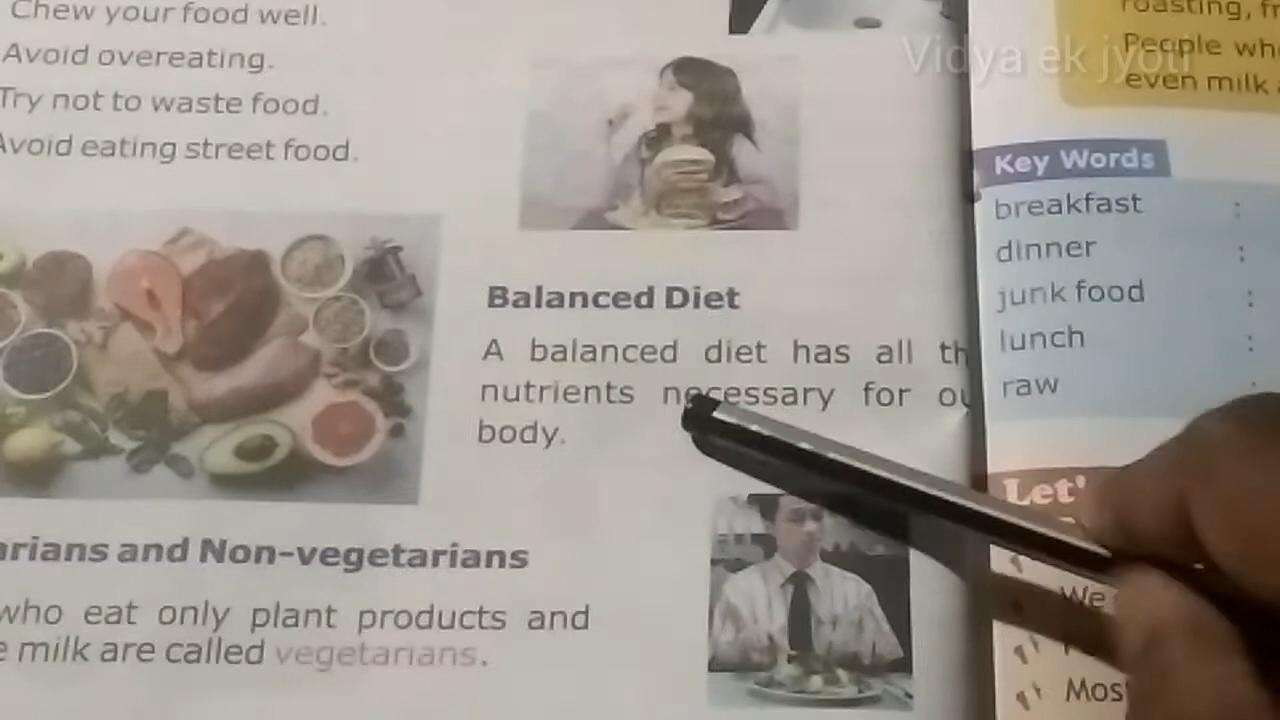 Chew your food well.
Avoid overeating.
Try not to waste food.
Avoid eating street food.
Balanced Diet
A balanced diet has all th
nutrients necessary for ou
body.
arians and Non-vegetarians
who eat only plant products and
e milk are called vegetarians.
Vidya ek jyoti
roasting, fr
People wh
even milk a
Key Words
breakfast :
dinner :
junk food :
lunch :
raw :
Let'
We
Mos